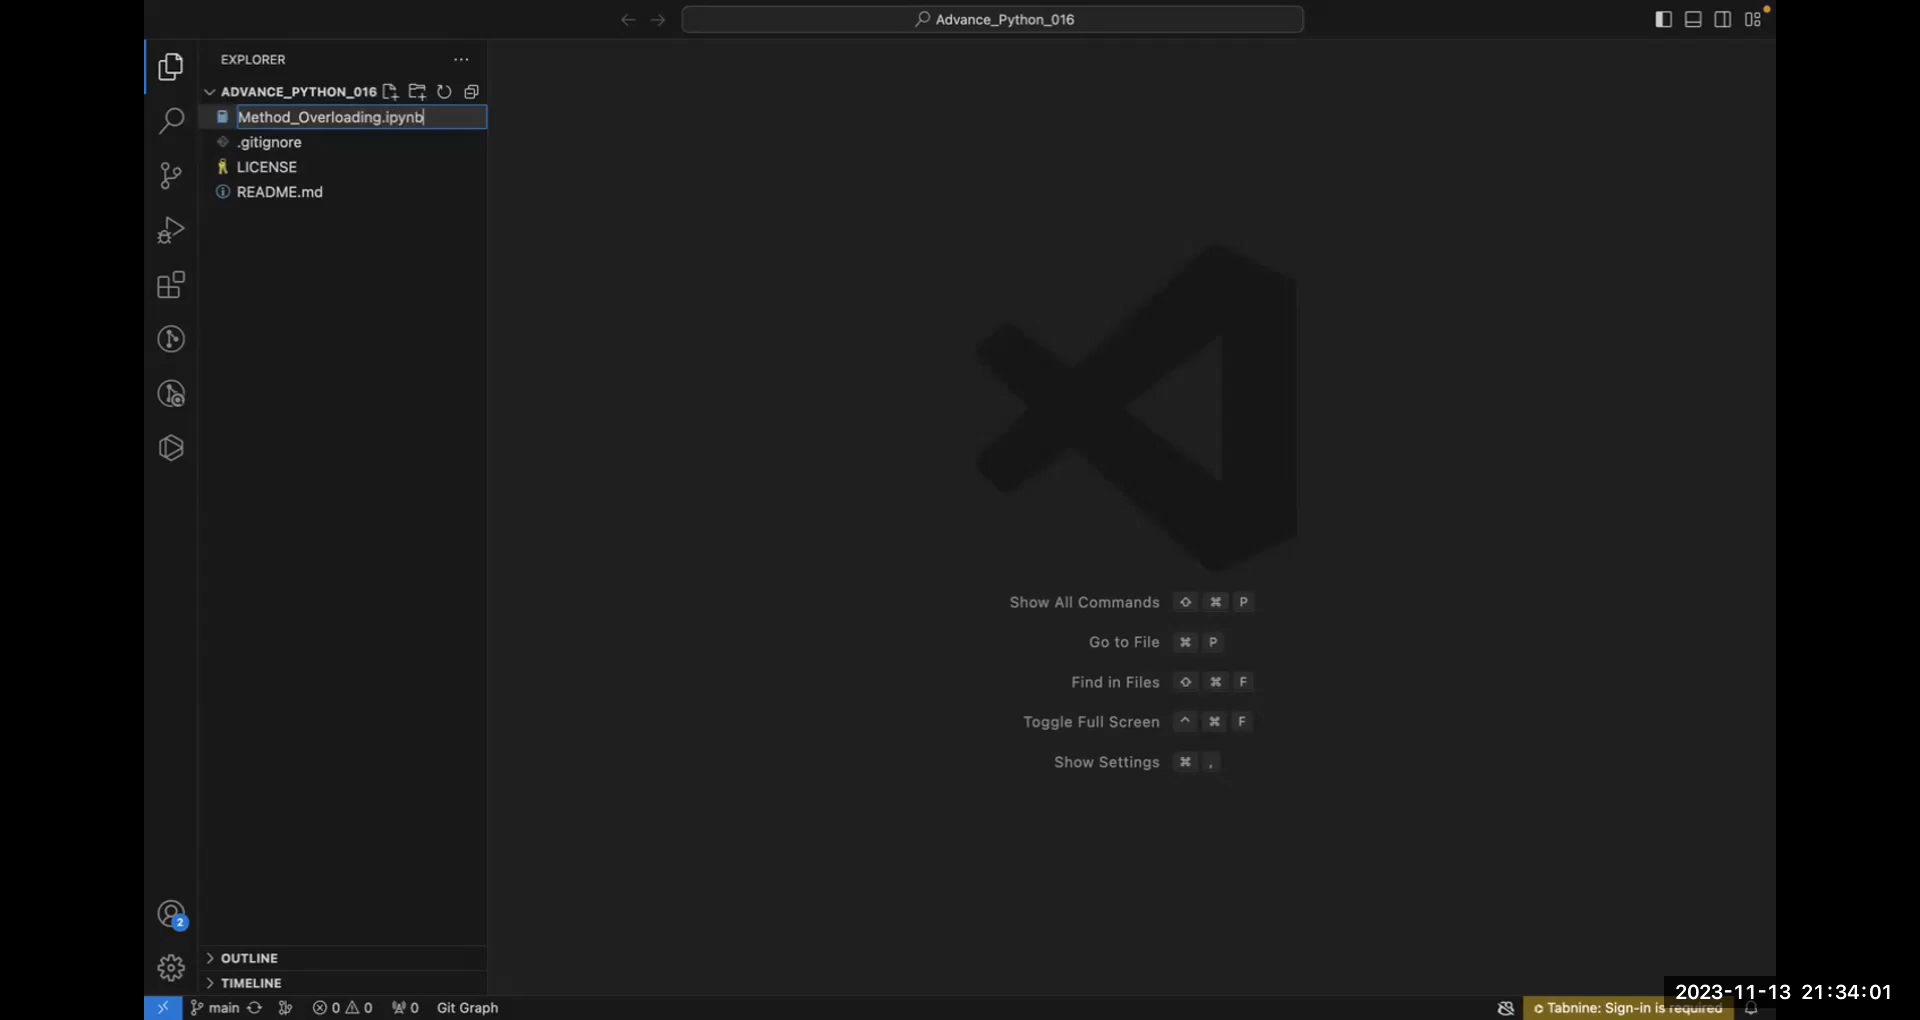 Advance_Python_016
EXPLORER
ADVANCE_PYTHON_016
Method_Overloading.ipynb
.gitignore
LICENSE
README.md
Show All Commands ⇧ ⌘ P
Go to File ⌘ P
Find in Files ⇧ ⌘ F
Toggle Full Screen ^ ⌘ F
Show Settings ⌘ ,
2
OUTLINE
TIMELINE
main 0 0 0 Git Graph
Tabnine: Sign-in is required
2023-11-13 21:34:01